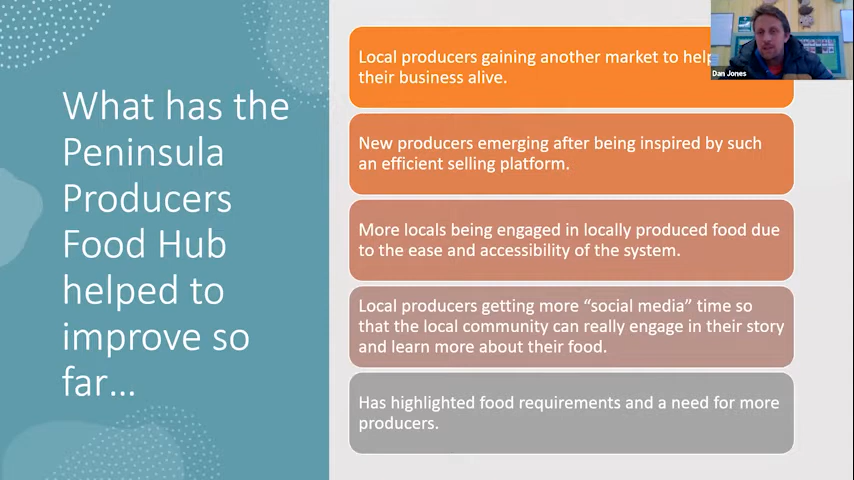 What has the
Peninsula
Producers
Food Hub
helped to
improve so
far...
Local producers gaining another market to help
their business alive.
New producers emerging after being inspired by such
an efficient selling platform.
More locals being engaged in locally produced food due
to the ease and accessibility of the system.
Local producers getting more “social media” time so
that the local community can really engage in their story
and learn more about their food.
Has highlighted food requirements and a need for more
producers.
Dan Jones